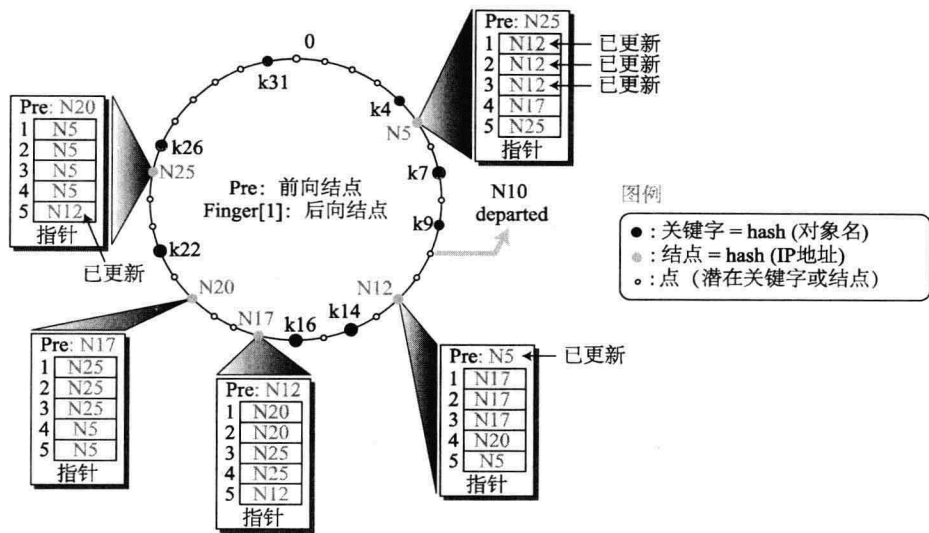 Pre: N25
1 N12 已更新
2 N12 已更新
3 N12 已更新
4 N17
5 N25
指针
0
k31
k4
N5
k7
k9
N10
departed
Pre: N20
1 N5
2 N5
3 N5
4 N5
5 N12
指针
已更新
k26
N25
k22
N20
N17
k16
k14
N12
Pre: 前向结点
Finger[1]: 后向结点
图例
: 关键字 = hash (对象名)
: 结点 = hash (IP地址)
: 点 (潜在关键字或结点)
Pre: N17
1 N25
2 N25
3 N25
4 N5
5 N5
指针
Pre: N12
1 N20
2 N20
3 N25
4 N25
5 N12
指针
Pre: N5 已更新
1 N17
2 N17
3 N17
4 N20
5 N5
指针